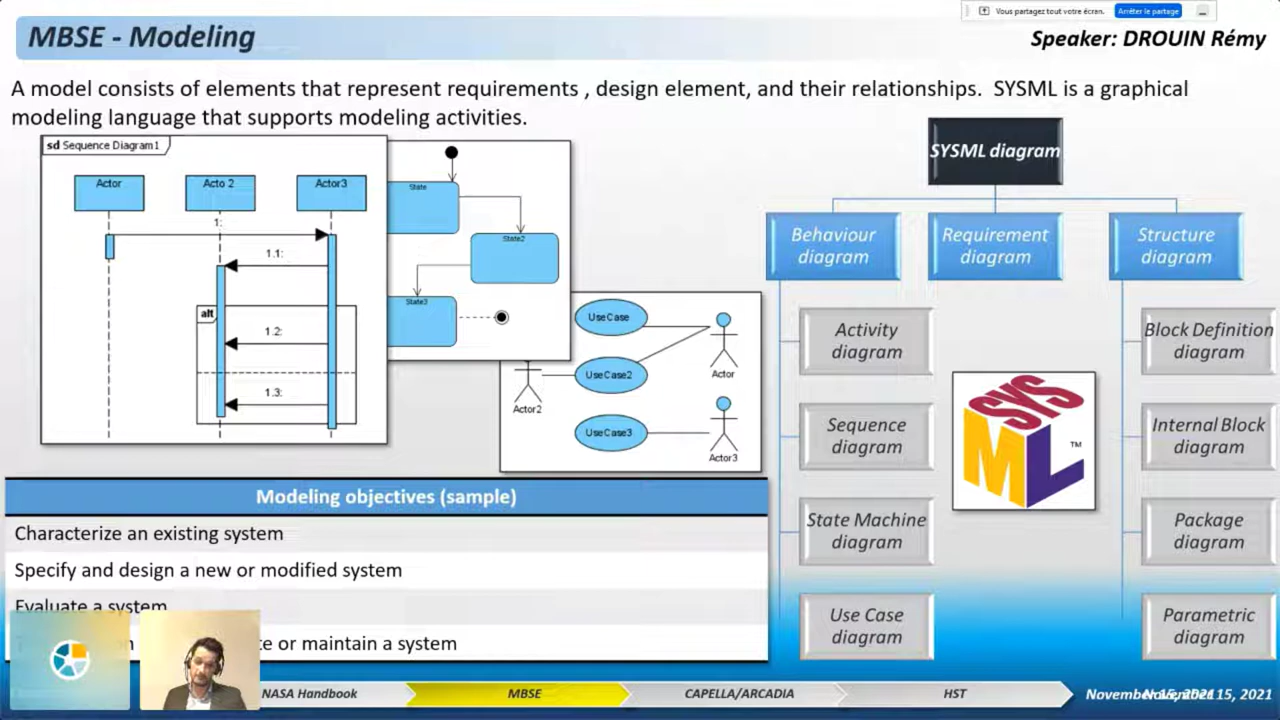 Vous partagez tout votre écran.
Arrêter le partage
MBSE - Modeling
Speaker: DROUIN Rémy
A model consists of elements that represent requirements , design element, and their relationships. SYSML is a graphical
modeling language that supports modeling activities.
sd Sequence Diagram1
Actor
Acto 2
Actor3
1:
1.1:
alt
1.2:
1.3:
State
State2
State3
UseCase
UseCase2
UseCase3
Actor
Actor2
Actor3
SYSML diagram
Behaviour
diagram
Requirement
diagram
Structure
diagram
Activity
diagram
Sequence
diagram
State Machine
diagram
Use Case
diagram
SYS
ML
TM
Block Definition
diagram
Internal Block
diagram
Package
diagram
Parametric
diagram
Modeling objectives (sample)
Characterize an existing system
Specify and design a new or modified system
Evaluate a system
or maintain a system
NASA Handbook
MBSE
CAPELLA/ARCADIA
HST
November 15, 2021